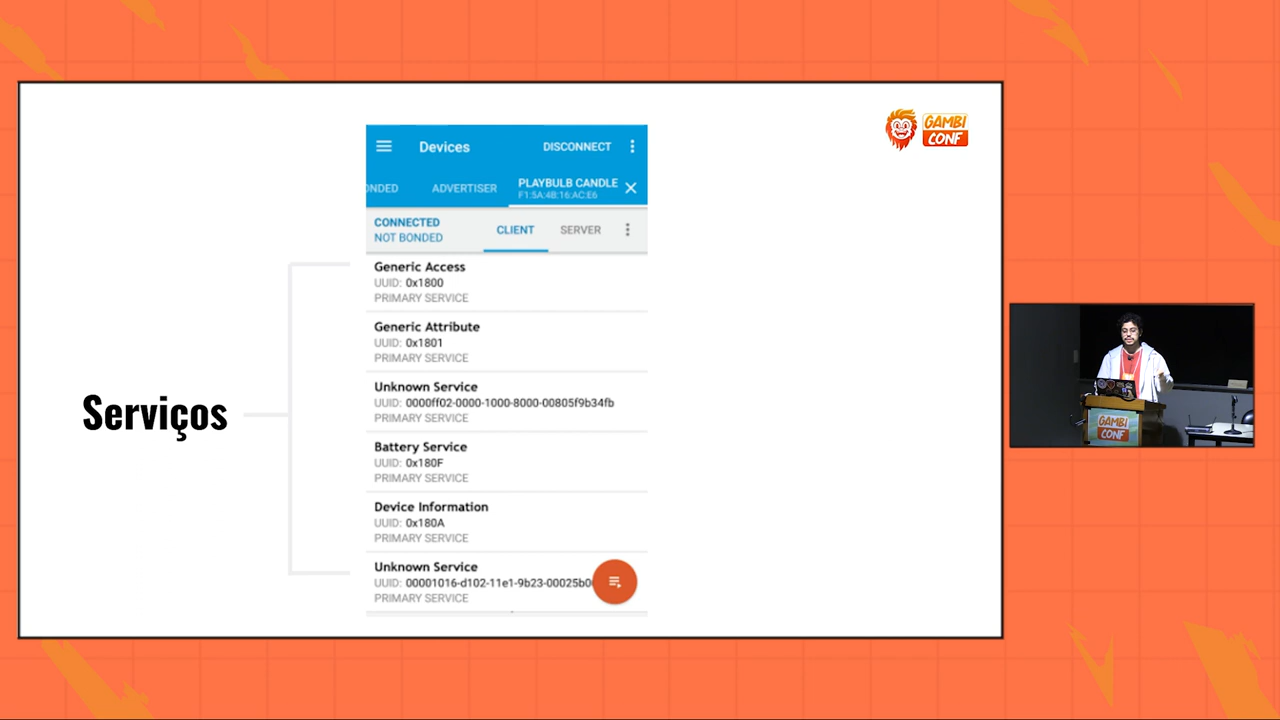 GAMBI
CONF
Devices
DISCONNECT
ONDED
ADVERTISER
PLAYBULB CANDLE
F1:5A:4B:16:AC:E6
CONNECTED
NOT BONDED
CLIENT
SERVER
Generic Access
UUID: 0x1800
PRIMARY SERVICE
Generic Attribute
UUID: 0x1801
PRIMARY SERVICE
Unknown Service
UUID: 0000ff02-0000-1000-8000-00805f9b34fb
PRIMARY SERVICE
Serviços
Battery Service
UUID: 0x180F
PRIMARY SERVICE
Device Information
UUID: 0x180A
PRIMARY SERVICE
Unknown Service
UUID: 00001016-d102-11e1-9b23-00025b0
PRIMARY SERVICE
GAMBI
CONF